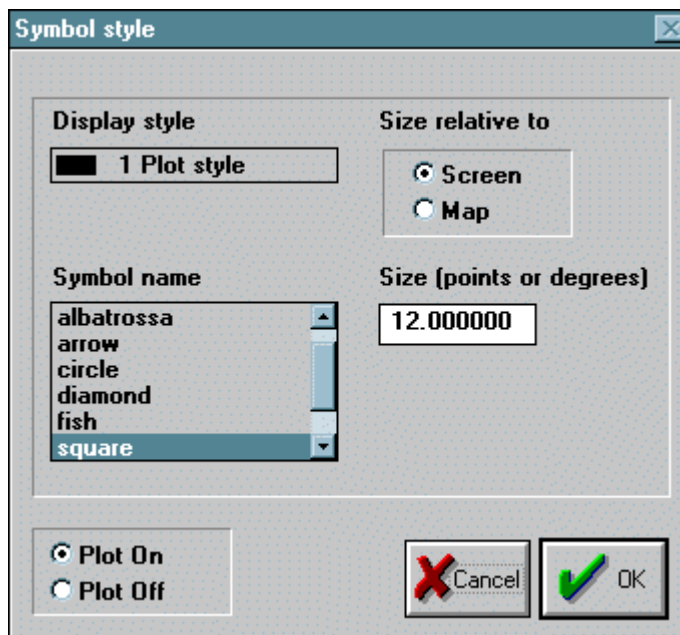 Symbol style
Display style
1 Plot style
Size relative to
Screen
Map
Symbol name
albatrossa
arrow
circle
diamond
fish
square
Size (points or degrees)
12.000000
Plot On
Plot Off
Cancel
OK